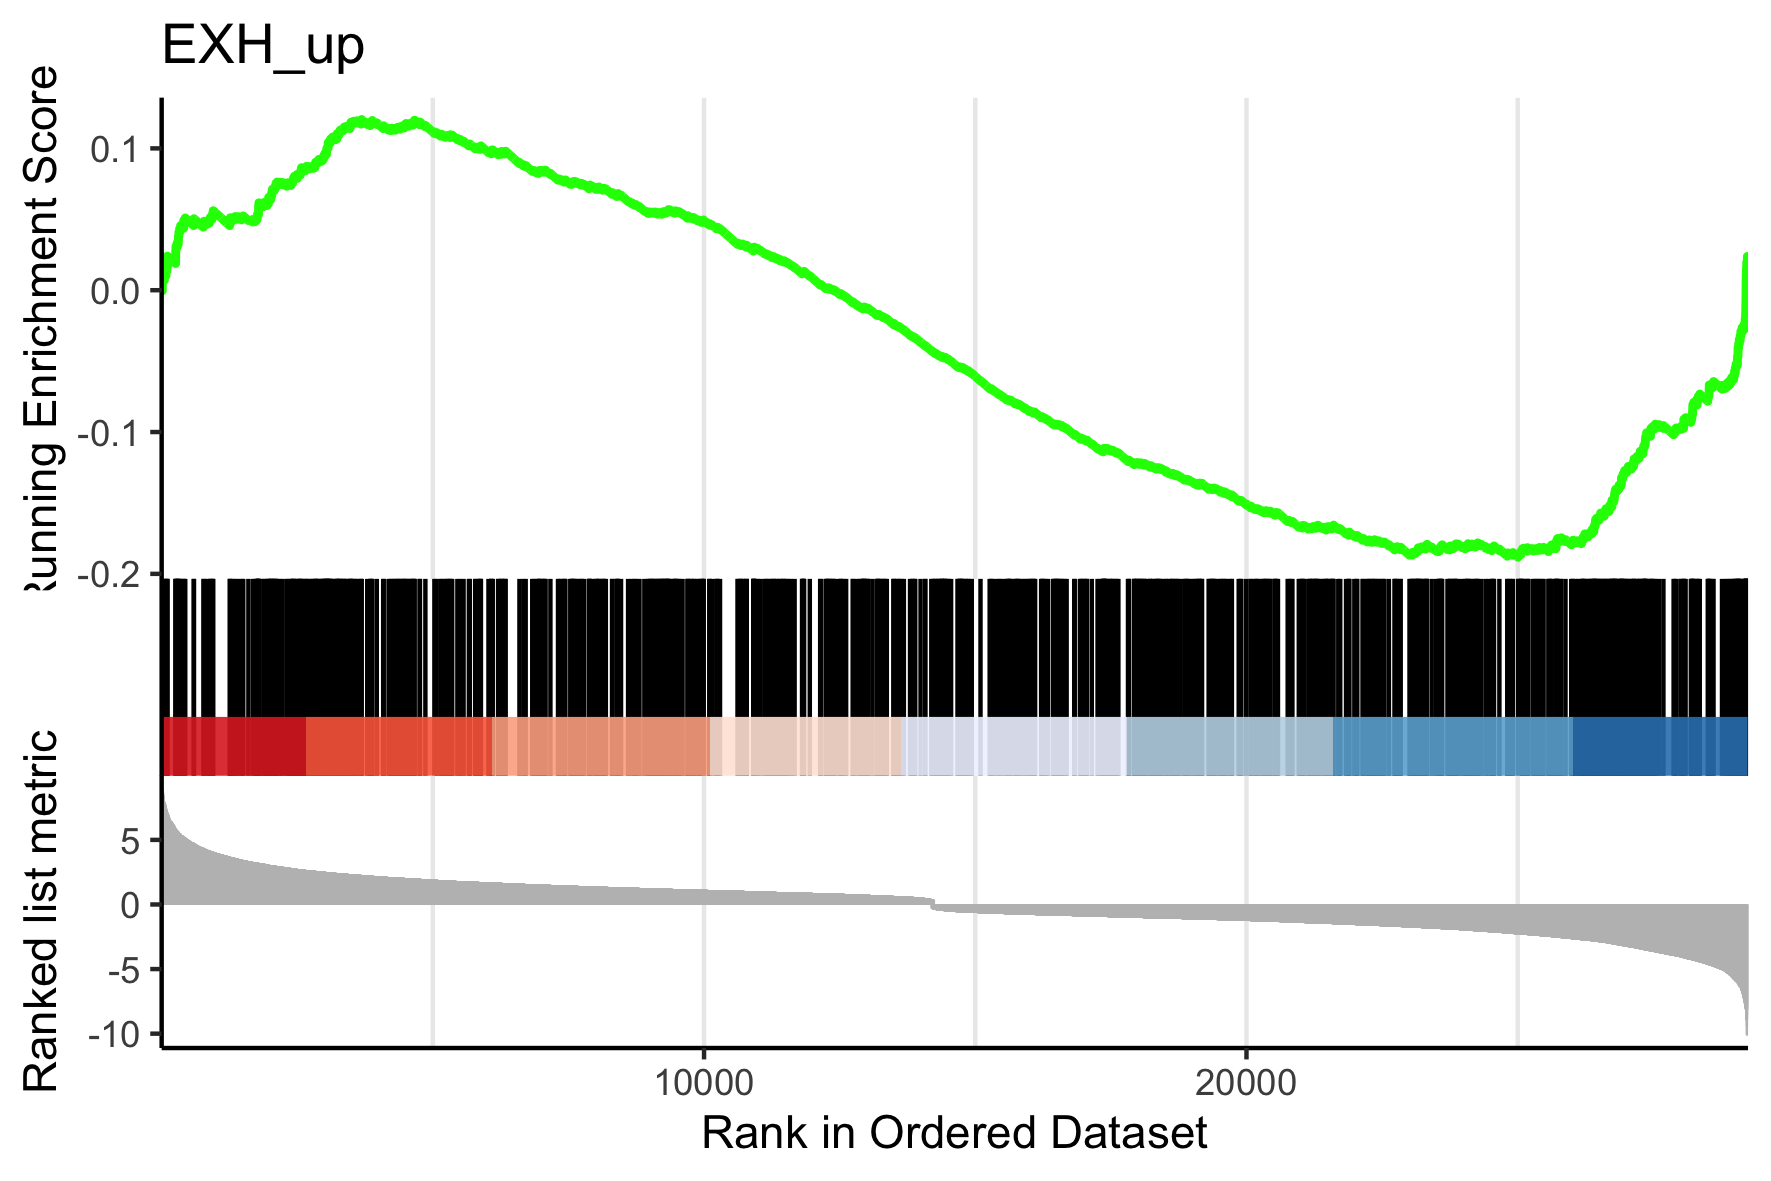 EXH_up
Running Enrichment Score
0.1
0.0
-0.1
-0.2
Ranked list metric
5
0
-5
-10
10000
20000
Rank in Ordered Dataset